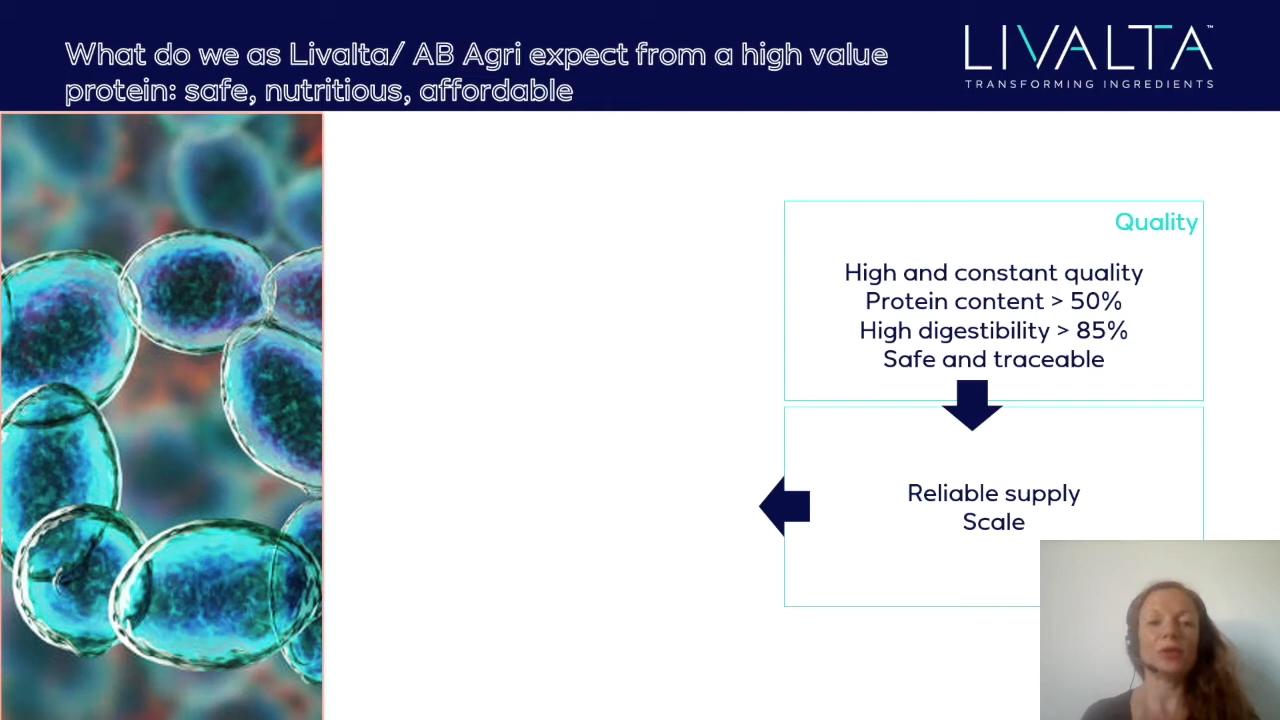 What do we as Livalta/ AB Agri expect from a high value
protein: safe, nutritious, affordable
LIVALTA™
TRANSFORMING INGREDIENTS
Quality
High and constant quality
Protein content > 50%
High digestibility > 85%
Safe and traceable
Reliable supply
Scale